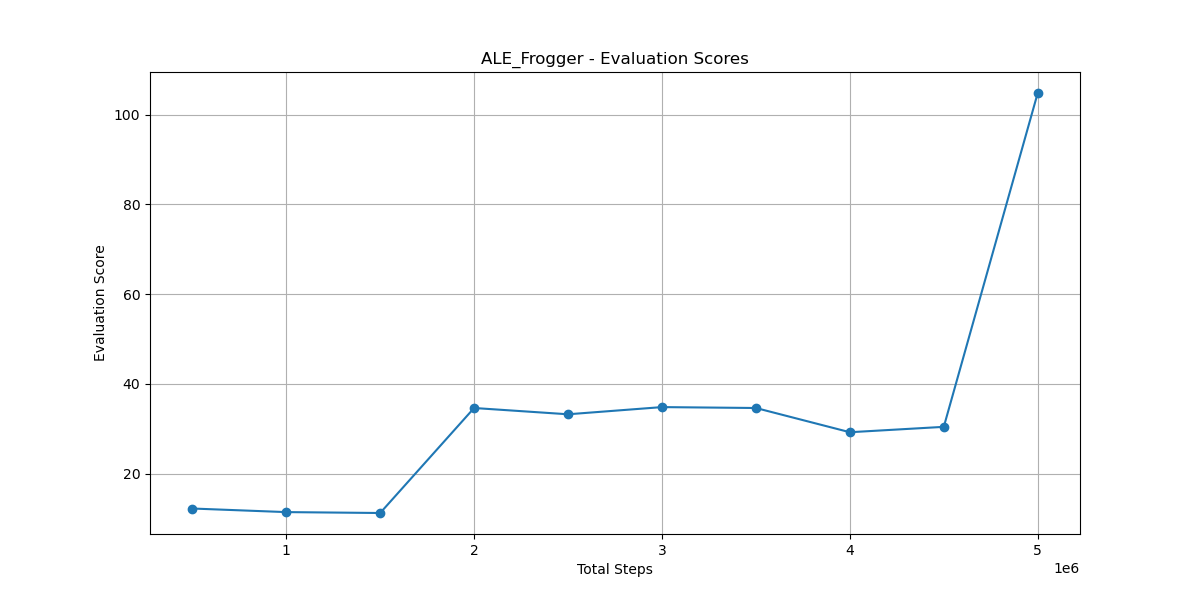 ALE_Frogger - Evaluation Scores
100
80
60
40
20
Evaluation Score
1
2
3
4
5
1e6
Total Steps